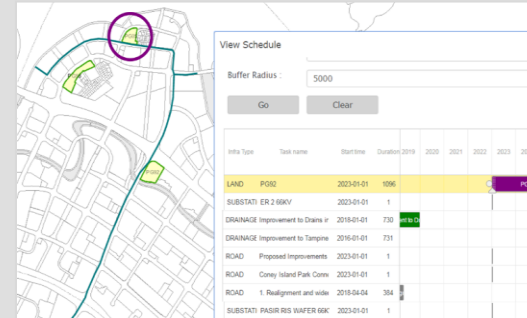 View Schedule
Buffer Radius : 5000
Go Clear
Infra Type Task name Start time Duration 2019 2020 2021 2022 2023
LAND PG92 2023-01-01 1096
SUBSTATI ER 2 66KV 2023-01-01 1
DRAINAGE Improvement to Drains ir 2018-01-01 730
DRAINAGE Improvement to Tampine 2016-01-01 731
ROAD Proposed Improvements 2023-01-01 1
ROAD Coney Island Park Conn 2023-01-01 1
ROAD 1. Realignment and wide 2018-04-04 384
SUBSTATI PASIR RIS WAFER 66K 2023-01-01 1